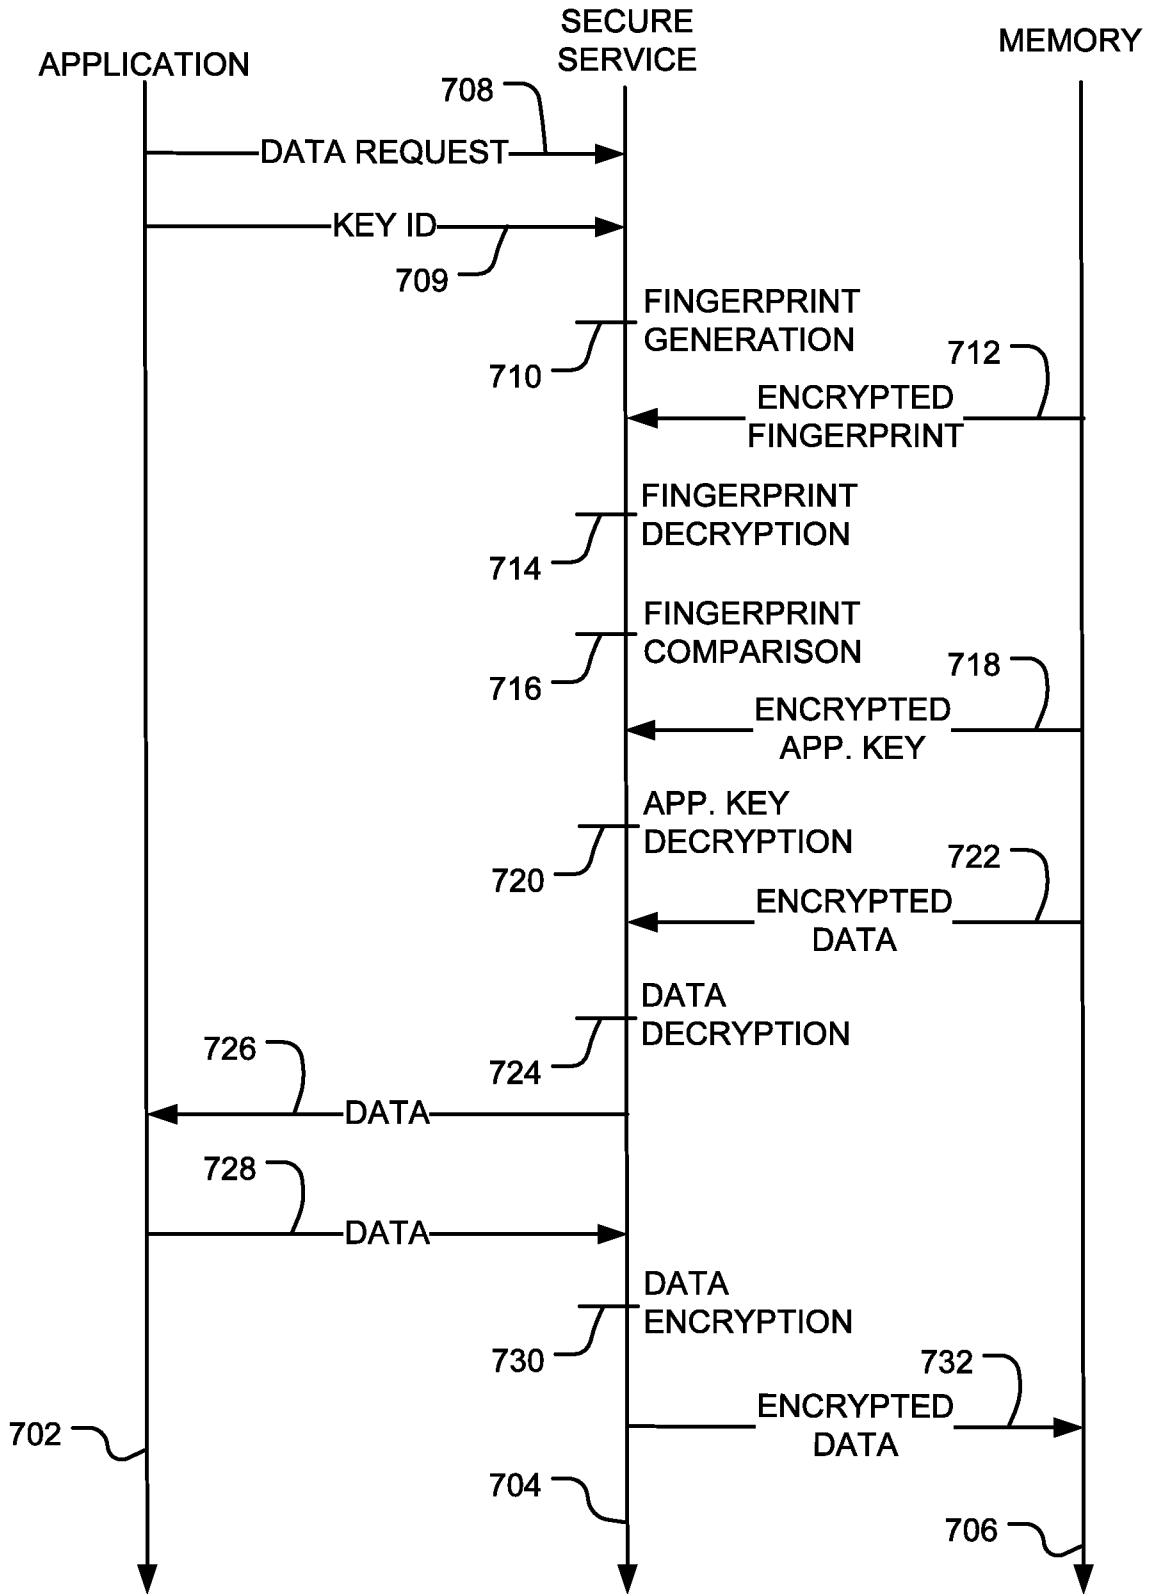 SECURE
SERVICE
APPLICATION
MEMORY
708
DATA REQUEST
KEY ID
709
FINGERPRINT
GENERATION
710
712
ENCRYPTED
FINGERPRINT
FINGERPRINT
DECRYPTION
714
FINGERPRINT
COMPARISON
716
718
ENCRYPTED
APP. KEY
APP. KEY
DECRYPTION
720
722
ENCRYPTED
DATA
DATA
DECRYPTION
724
726
DATA
728
DATA
DATA
ENCRYPTION
730
732
ENCRYPTED
DATA
702
704
706